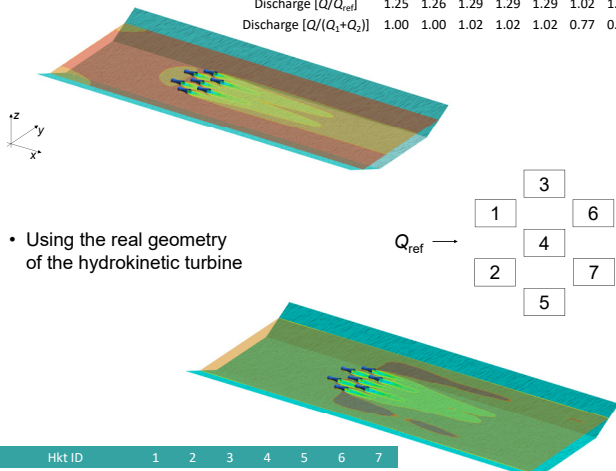 Discharge [Q/Qref] 1.25 1.26 1.29 1.29 1.29 1.02
Discharge [Q/(Q1+Q2)] 1.00 1.00 1.02 1.02 1.02 0.77
z
y
x
3
1 6
• Using the real geometry
of the hydrokinetic turbine
Qref
4
2 7
5
Hkt ID 1 2 3 4 5 6 7